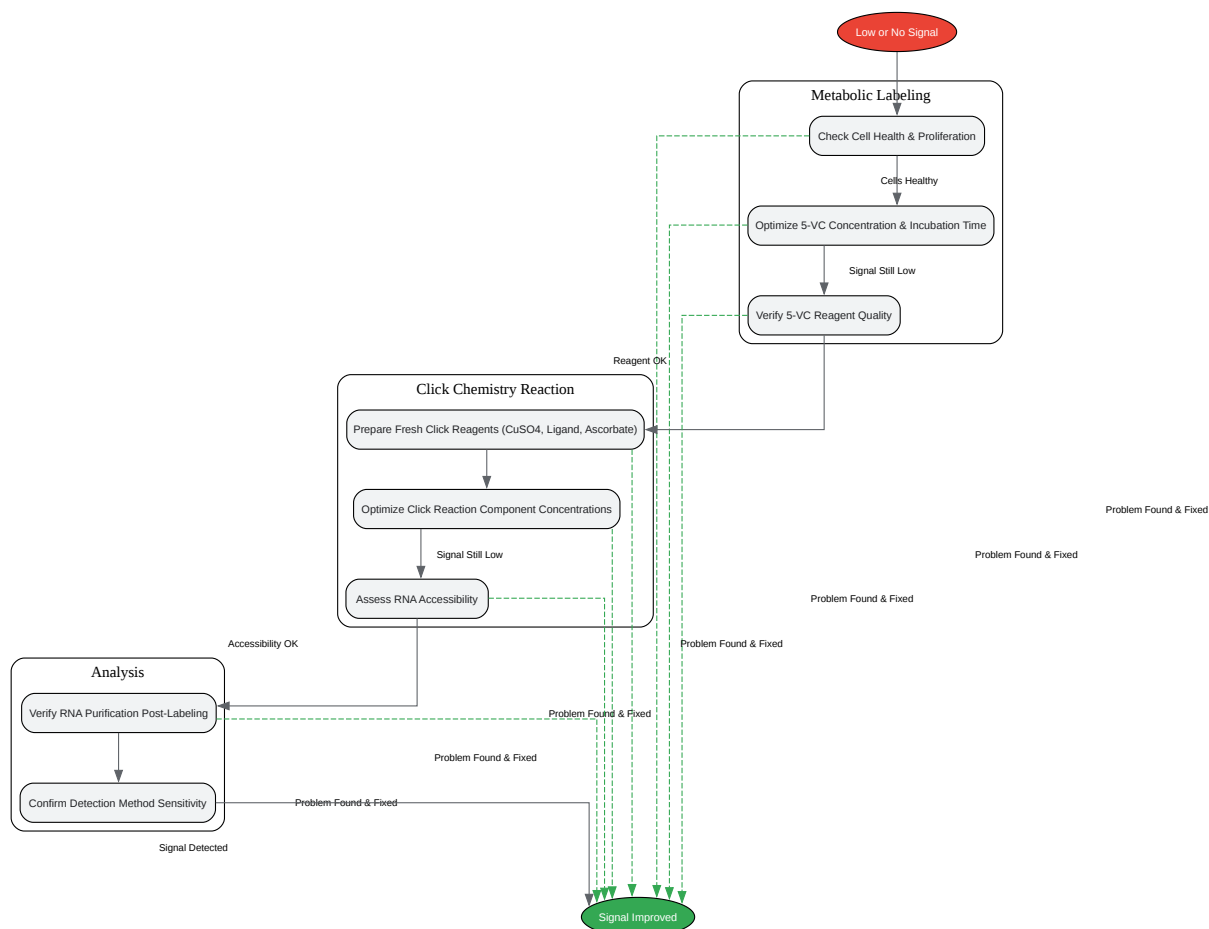 Low or No Signal
Metabolic Labeling
Check Cell Health & Proliferation
Cells Healthy
Optimize 5-VC Concentration & Incubation Time
Signal Still Low
Verify 5-VC Reagent Quality
Reagent OK
Click Chemistry Reaction
Prepare Fresh Click Reagents (CuSO4, Ligand, Ascorbate)
Optimize Click Reaction Component Concentrations
Problem Found & Fixed
Signal Still Low
Problem Found & Fixed
Assess RNA Accessibility
Problem Found & Fixed
Accessibility OK
Problem Found & Fixed
Analysis
Verify RNA Purification Post-Labeling
Problem Found & Fixed
Problem Found & Fixed
Confirm Detection Method Sensitivity
Problem Found & Fixed
Signal Detected
Signal Improved